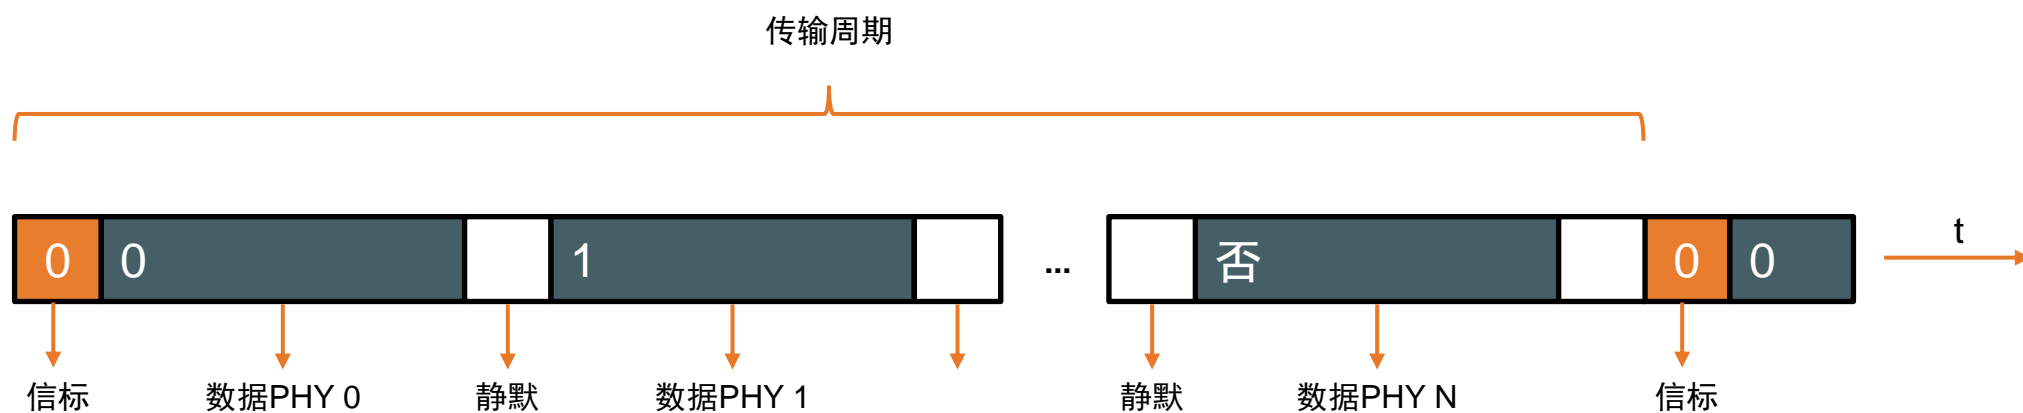 传输周期
0 0 1 ... 否 0 0 t
信标 数据PHY 0 静默 数据PHY 1 静默 数据PHY N 信标